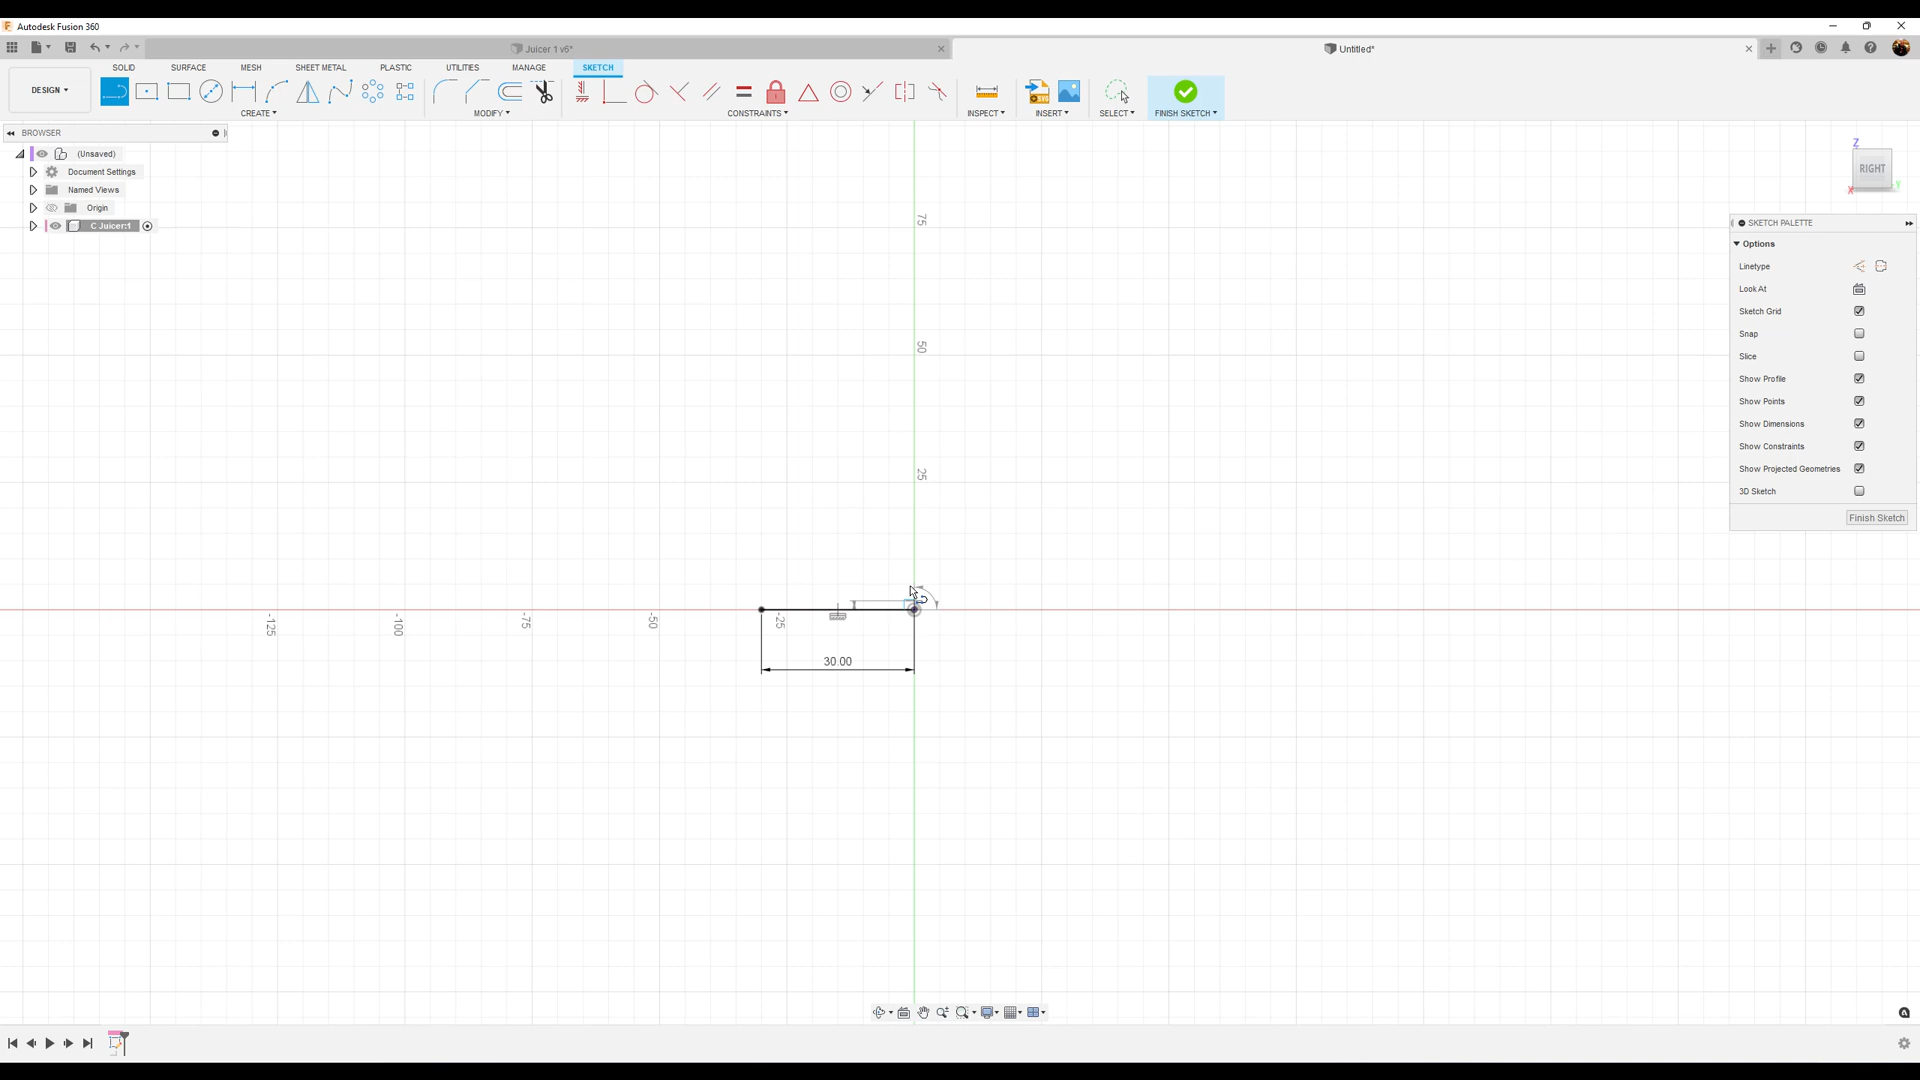 Autodesk Fusion 360
Juicer 1 v6*
Untitled*
DESIGN
SOLID
SURFACE
MESH
SHEET METAL
PLASTIC
UTILITIES
MANAGE
SKETCH
CREATE
MODIFY
CONSTRAINTS
INSPECT
INSERT
SELECT
FINISH SKETCH
BROWSER
(Unsaved)
Document Settings
Named Views
Origin
C Juicer:1
Z
RIGHT
X
Y
SKETCH PALETTE
Options
Linetype
Look At
Sketch Grid
Snap
Slice
Show Profile
Show Points
Show Dimensions
Show Constraints
Show Projected Geometries
3D Sketch
Finish Sketch
75
50
25
-125
-100
-75
-50
-25
30.00